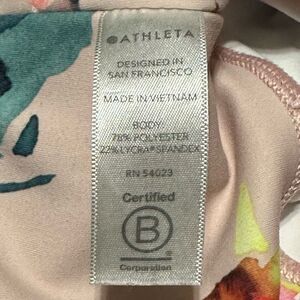 ATHLETA
DESIGNED IN
SAN FRANCISCO
MADE IN VIETNAM
BODY:
78% POLYESTER
22% LYCRA® SPANDEX
RN 54023
Certified
B
Corporation